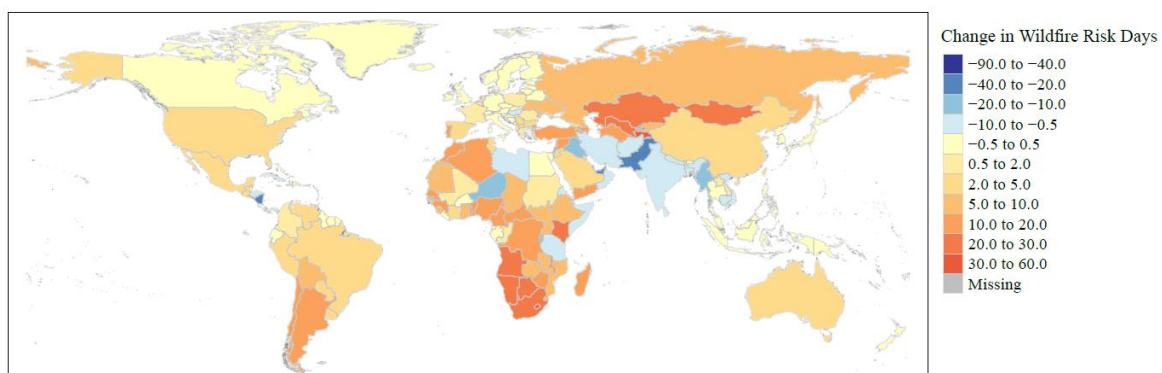 Change in Wildfire Risk Days
−90.0 to −40.0
−40.0 to −20.0
−20.0 to −10.0
−10.0 to −0.5
−0.5 to 0.5
0.5 to 2.0
2.0 to 5.0
5.0 to 10.0
10.0 to 20.0
20.0 to 30.0
30.0 to 60.0
Missing